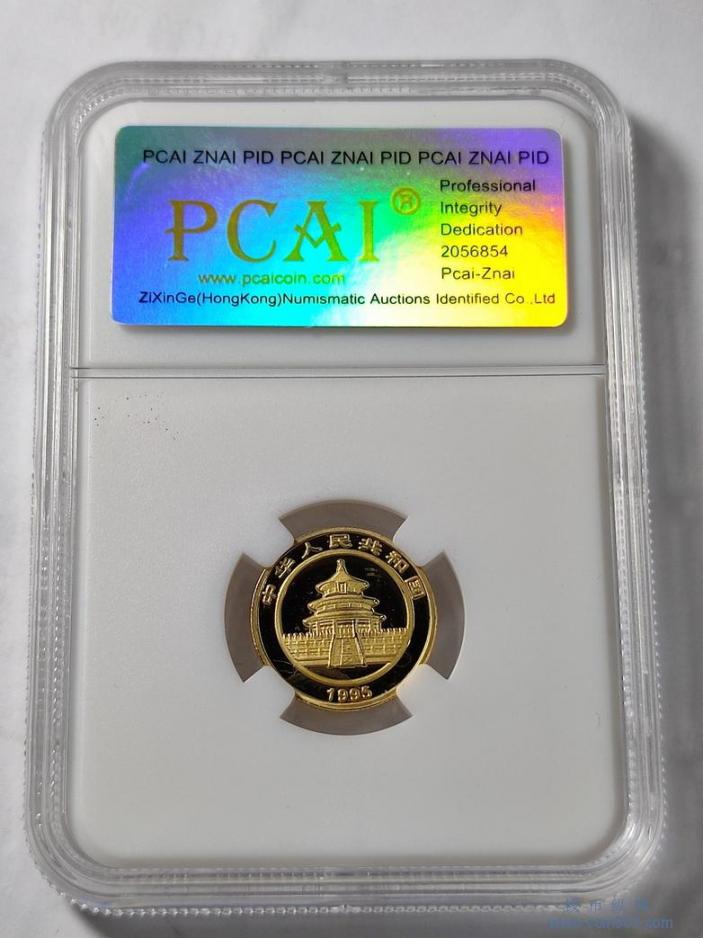 PCAI ZNAI PID PCAI ZNAI PID PCAI ZNAI PID
PCAI®
Professional
Integrity
Dedication
2056854
Pcai-Znai
www.pcaicoin.com
ZiXinGe(HongKong)Numismatic Auctions Identified Co.,Ltd
中华人民共和国
1995